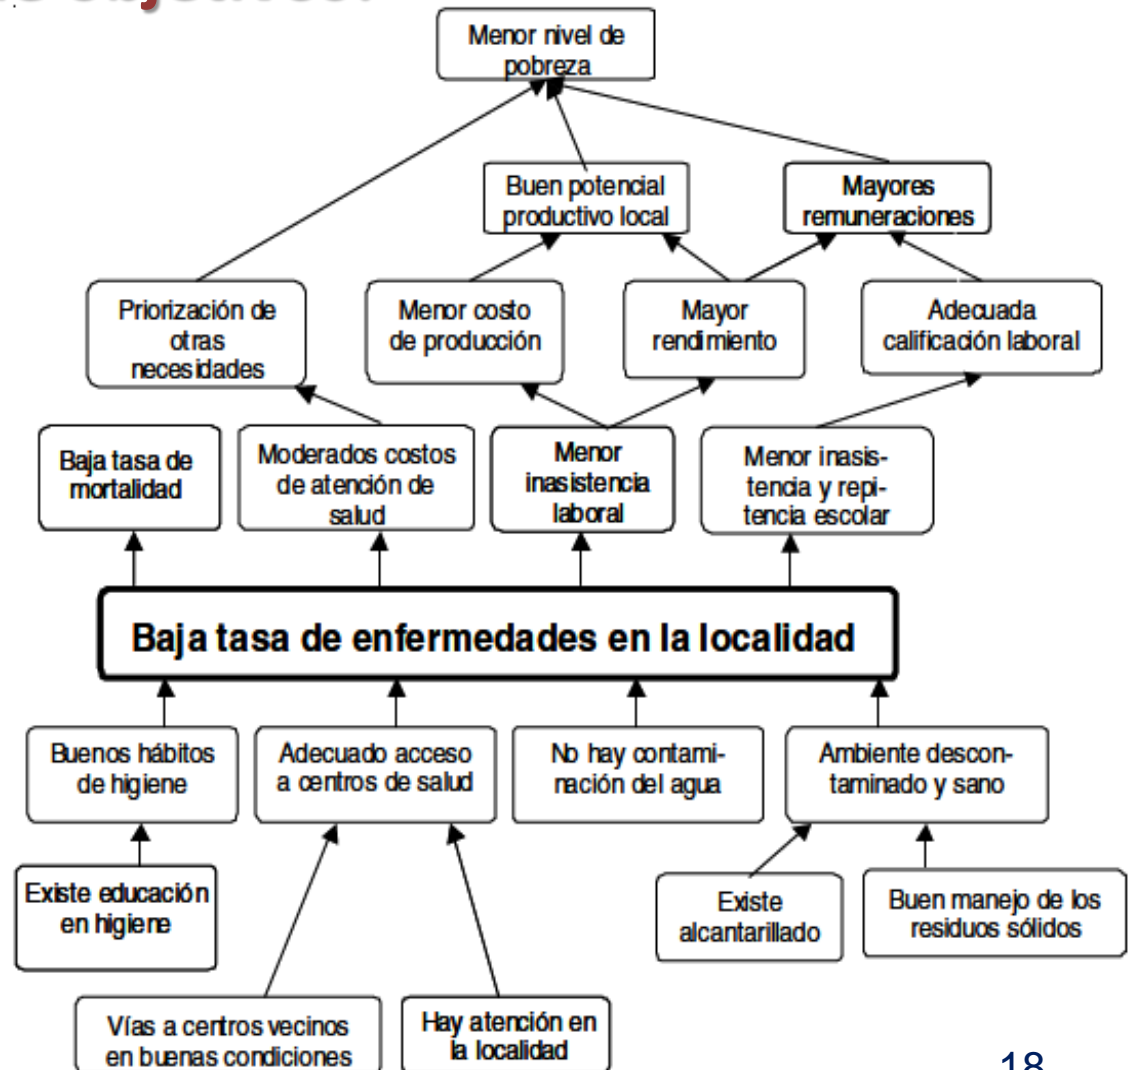 objetivos.
Menor nivel de
pobreza
Buen potencial
productivo local
Mayores
remuneraciones
Priorización de
otras
necesidades
Menor costo
de producción
Mayor
rendimiento
Adecuada
calificación laboral
Baja tasa de
mortalidad
Moderados costos
de atención de
salud
Menor
inasistencia
laboral
Menor inasis-
tencia y repi-
tencia escolar
Baja tasa de enfermedades en la localidad
Buenos hábitos
de higiene
Adecuado acceso
a centros de salud
No hay contami-
nación del agua
Ambiente descon-
taminado y sano
Existe educación
en higiene
Existe
alcantarillado
Buen manejo de los
residuos sólidos
Vías a centros vecinos
en buenas condiciones
Hay atención en
la localidad
18